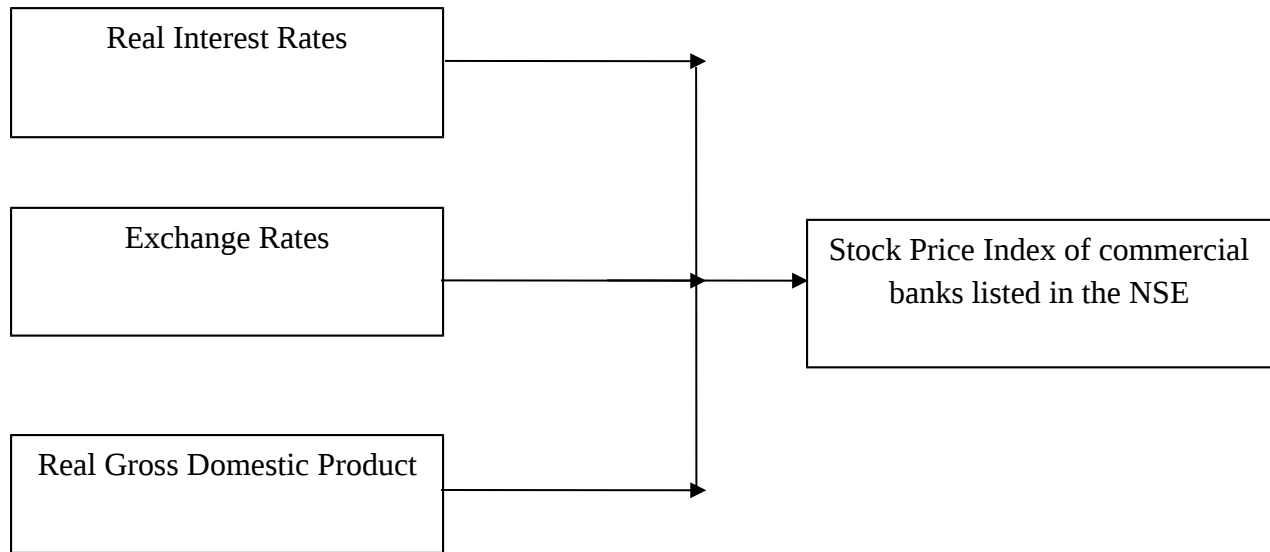 Real Interest Rates
Exchange Rates
Stock Price Index of commercial
banks listed in the NSE
Real Gross Domestic Product